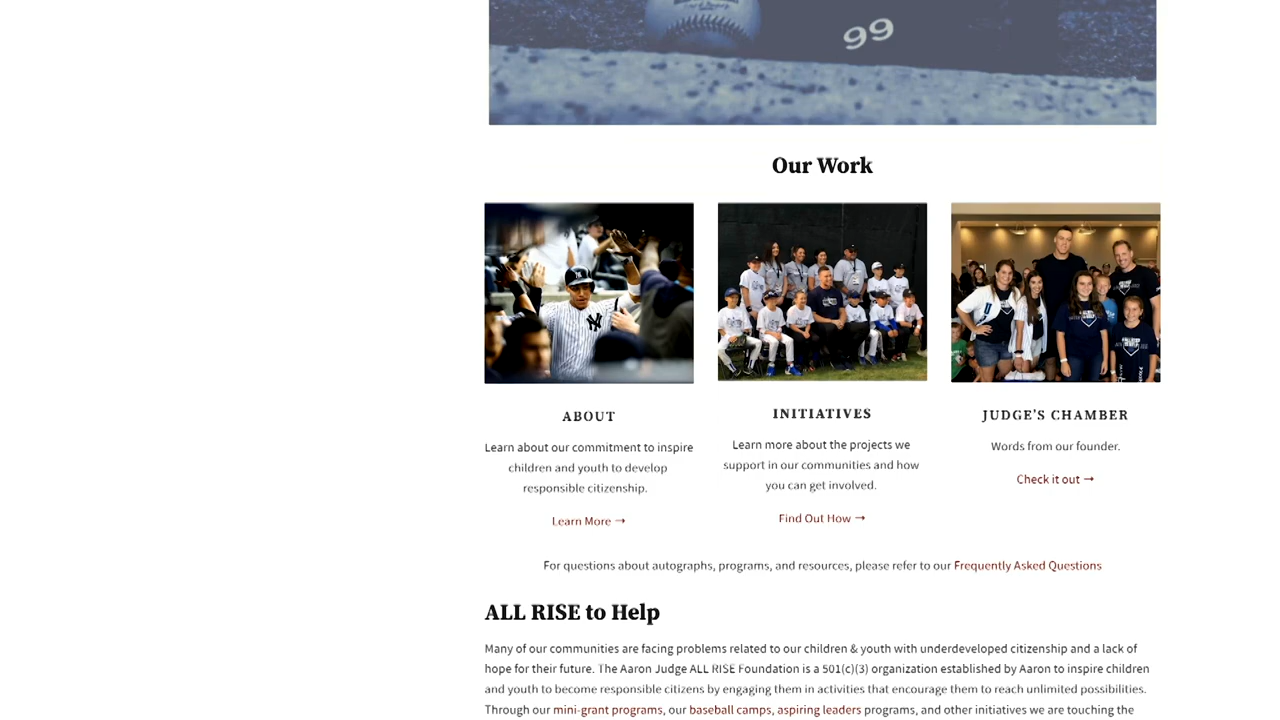 99
Our Work
ABOUT
INITIATIVES
JUDGE'S CHAMBER
Learn about our commitment to inspire
children and youth to develop
responsible citizenship.
Learn More →
Learn more about the projects we
support in our communities and how
you can get involved.
Find Out How →
Words from our founder.
Check it out →
For questions about autographs, programs, and resources, please refer to our Frequently Asked Questions
ALL RISE to Help
Many of our communities are facing problems related to our children & youth with underdeveloped citizenship and a lack of
hope for their future. The Aaron Judge ALL RISE Foundation is a 501(c)(3) organization established by Aaron to inspire children
and youth to become responsible citizens by engaging them in activities that encourage them to reach unlimited possibilities.
Through our mini-grant programs, our baseball camps, aspiring leaders programs, and other initiatives we are touching the